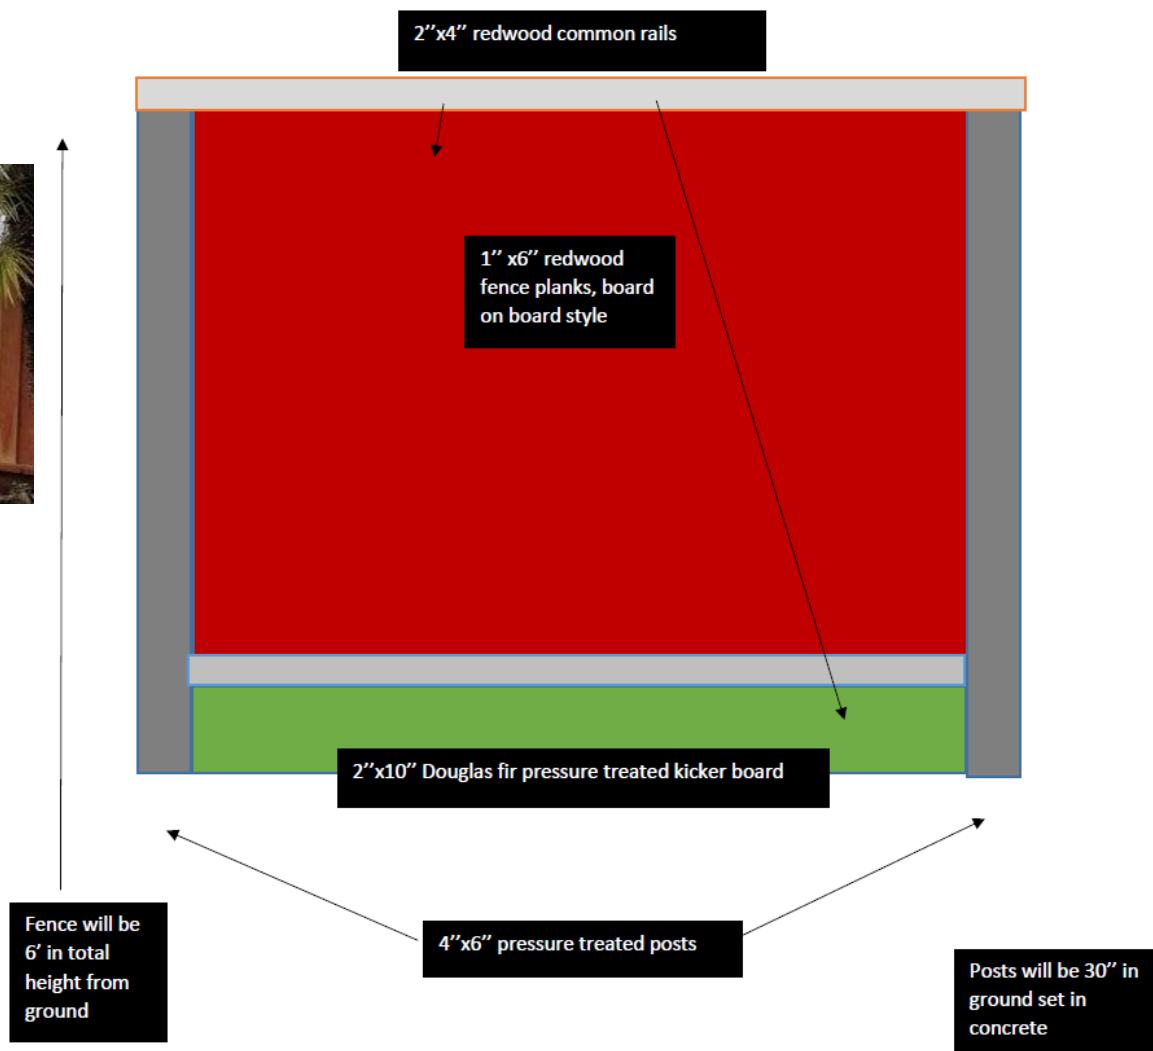 2’’x4’’ redwood common rails
1’’ x6’’ redwood
fence planks, board
on board style
2’’x10’’ Douglas fir pressure treated kicker board
4’’x6’’ pressure treated posts
Fence will be
6’ in total
height from
ground
Posts will be 30’’ in
ground set in
concrete